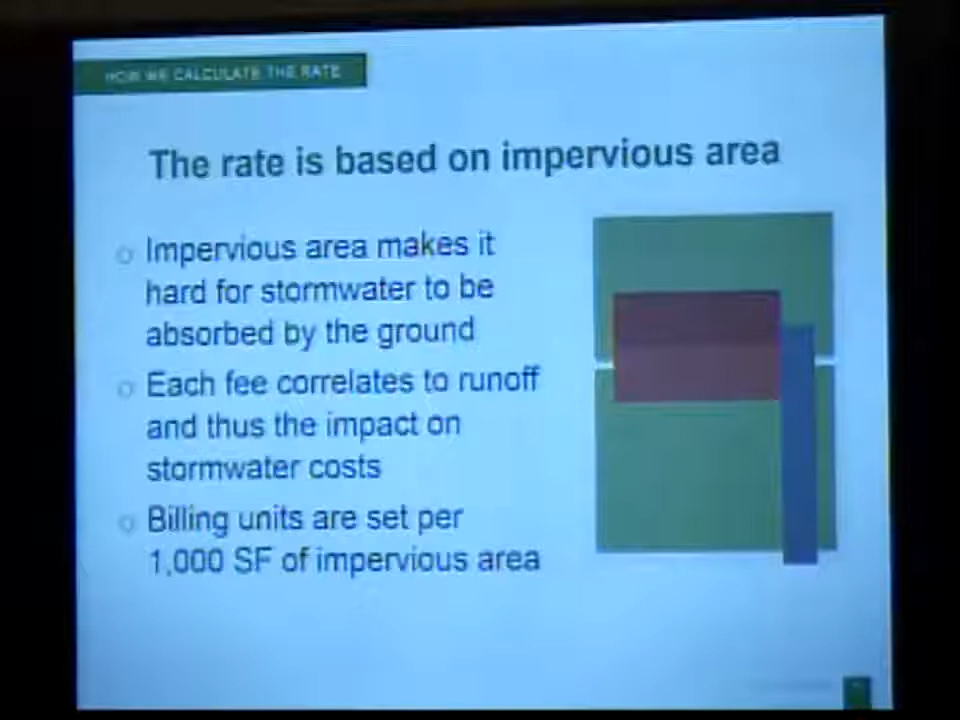 HOW WE CALCULATE THE RATE
The rate is based on impervious area
Impervious area makes it
hard for stormwater to be
absorbed by the ground
Each fee correlates to runoff
and thus the impact on
stormwater costs
Billing units are set per
1,000 SF of impervious area